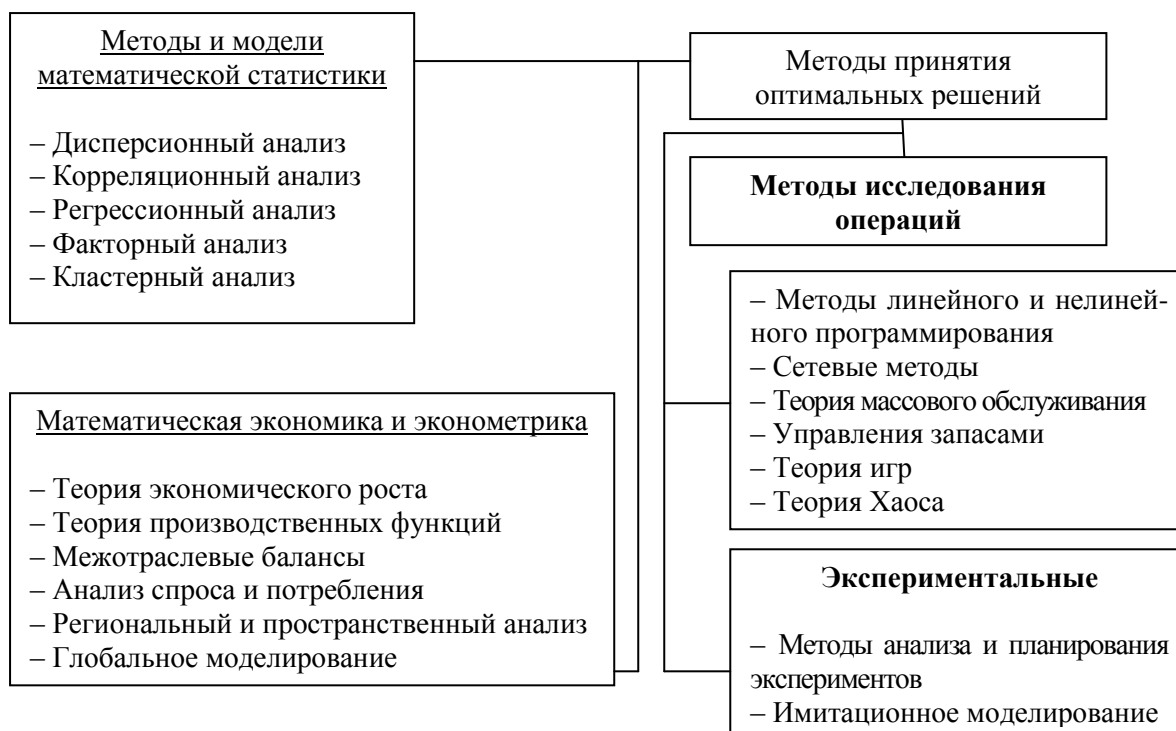 Методы и модели
математической статистики
– Дисперсионный анализ
– Корреляционный анализ
– Регрессионный анализ
– Факторный анализ
– Кластерный анализ
Математическая экономика и эконометрика
– Теория экономического роста
– Теория производственных функций
– Межотраслевые балансы
– Анализ спроса и потребления
– Региональный и пространственный анализ
– Глобальное моделирование
Методы принятия
оптимальных решений
Методы исследования
операций
– Методы линейного и нелиней-
ного программирования
– Сетевые методы
– Теория массового обслуживания
– Управления запасами
– Теория игр
– Теория Хаоса
Экспериментальные
– Методы анализа и планирования
экспериментов
– Имитационное моделирование